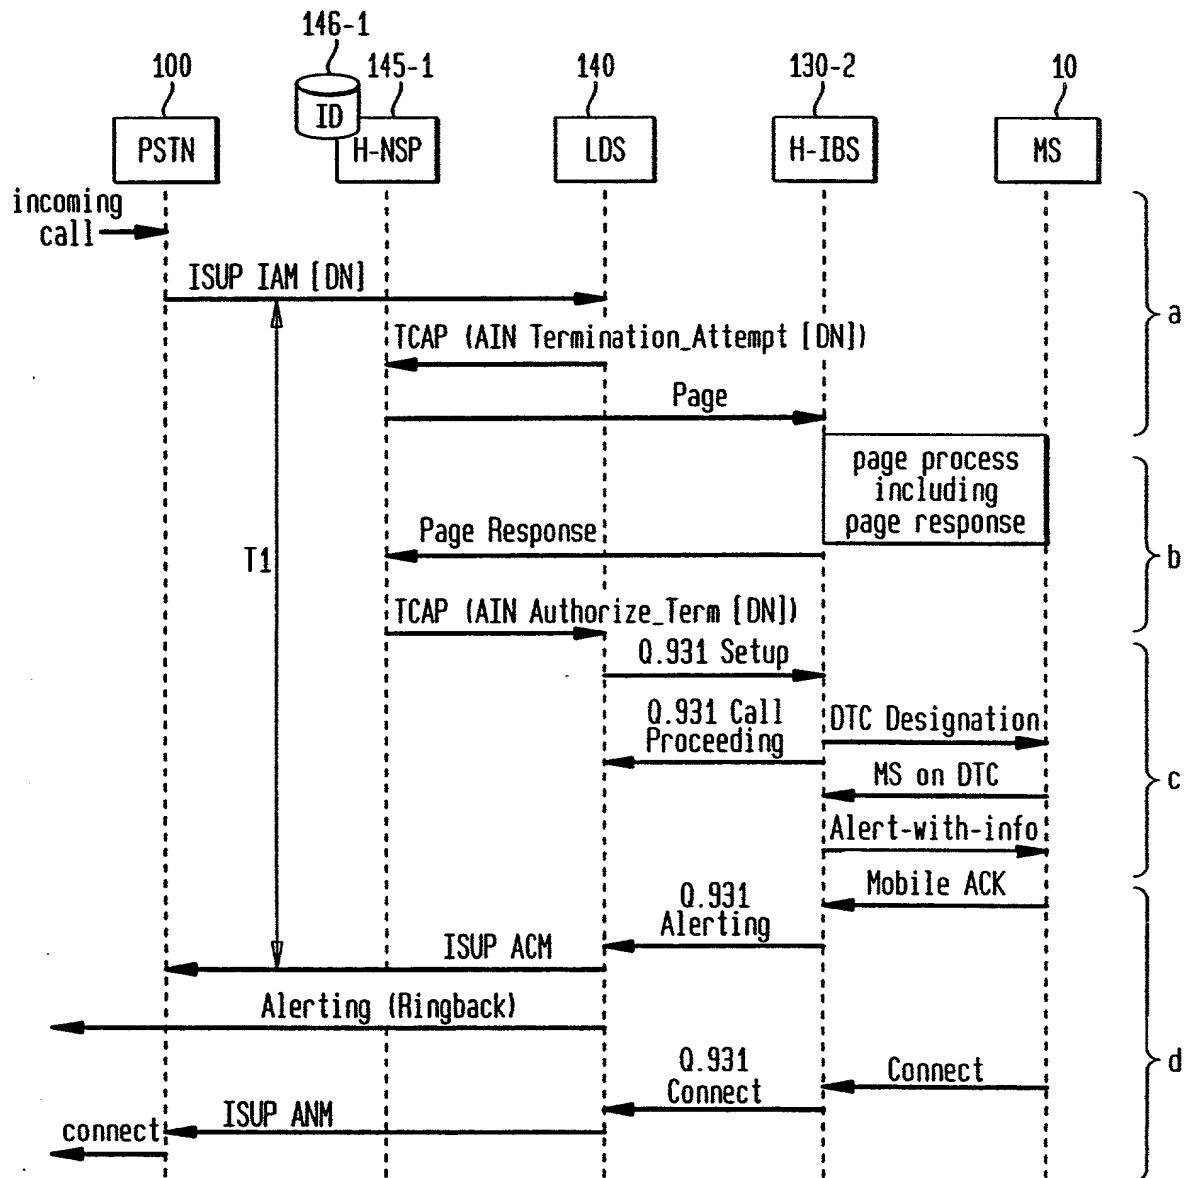 146-1
100
145-1
140
130-2
10
ID
PSTN
H-NSP
LDS
H-IBS
MS
incoming
call
ISUP IAM [DN]
a
TCAP (AIN Termination_Attempt [DN])
Page
page process
including
page response
Page Response
T1
b
TCAP (AIN Authorize_Term [DN])
Q.931 Setup
Q.931 Call
Proceeding
DTC Designation
MS on DTC
c
Alert-with-info
Mobile ACK
Q.931
Alerting
ISUP ACM
Alerting (Ringback)
Q.931
Connect
Connect
d
ISUP ANM
connect